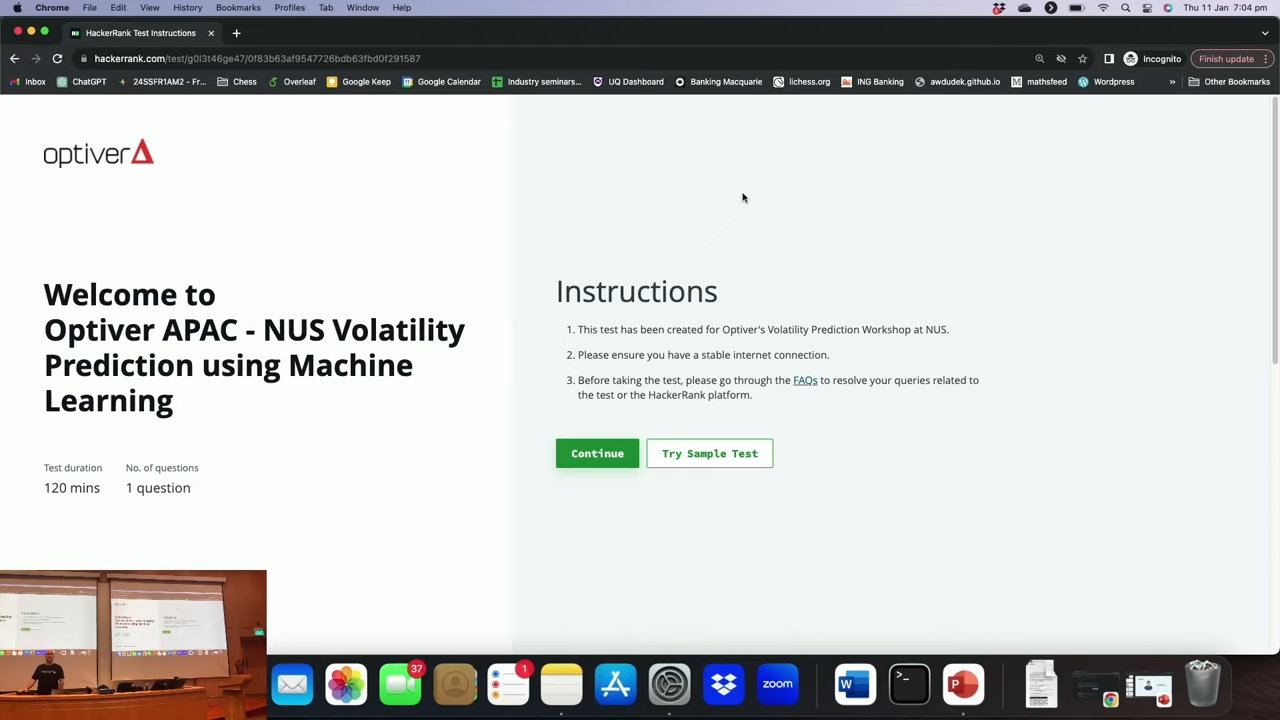 Chrome File Edit View History Bookmarks Profiles Tab Window Help Thu 11 Jan 7:04 pm
HackerRank Test Instructions
hackerrank.com/test/g0l3t46ge47/0f83b63af9547726bdb63fbd0f291587 Incognito Finish update
Inbox ChatGPT 24SSFR1AM2 - Fr... Chess Overleaf Google Keep Google Calendar Industry seminars... UQ Dashboard Banking Macquarie lichess.org ING Banking awdudek.github.io mathsfeed Wordpress » Other Bookmarks
optiver
Welcome to
Optiver APAC - NUS Volatility
Prediction using Machine
Learning
Test duration No. of questions
120 mins 1 question
Instructions
1. This test has been created for Optiver's Volatility Prediction Workshop at NUS.
2. Please ensure you have a stable internet connection.
3. Before taking the test, please go through the FAQs to resolve your queries related to
the test or the HackerRank platform.
Continue Try Sample Test
37
1
zoom